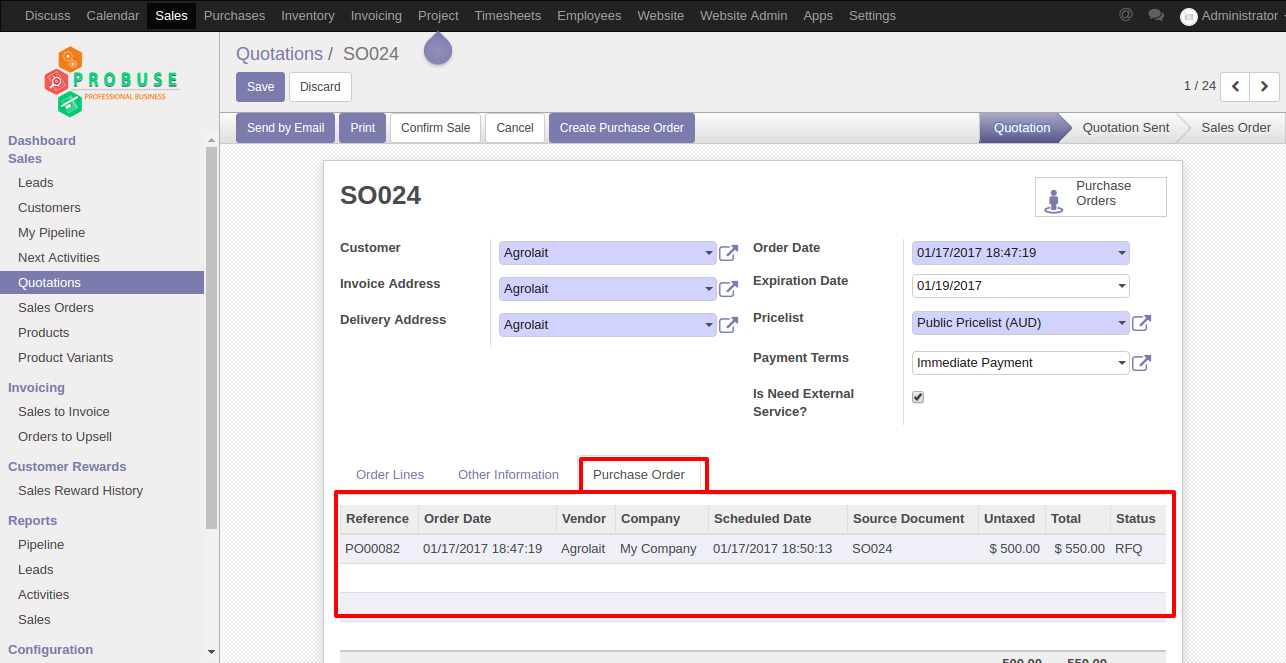 Discuss Calendar Sales Purchases Inventory Invoicing Project Timesheets Employees Website Website Admin Apps Settings @ Administrator
PROBUSE
PROFESSIONAL BUSINESS
Dashboard
Sales
Leads
Customers
My Pipeline
Next Activities
Quotations
Sales Orders
Products
Product Variants
Invoicing
Sales to Invoice
Orders to Upsell
Customer Rewards
Sales Reward History
Reports
Pipeline
Leads
Activities
Sales
Configuration
Quotations / SO024
Save Discard 1 / 24
Send by Email Print Confirm Sale Cancel Create Purchase Order Quotation Quotation Sent Sales Order
SO024
Purchase
Orders
Customer Agrolait
Invoice Address Agrolait
Delivery Address Agrolait
Order Date 01/17/2017 18:47:19
Expiration Date 01/19/2017
Pricelist Public Pricelist (AUD)
Payment Terms Immediate Payment
Is Need External
Service?
Order Lines Other Information Purchase Order
Reference Order Date Vendor Company Scheduled Date Source Document Untaxed Total Status
PO00082 01/17/2017 18:47:19 Agrolait My Company 01/17/2017 18:50:13 SO024 $ 500.00 $ 550.00 RFQ
500.00 550.00